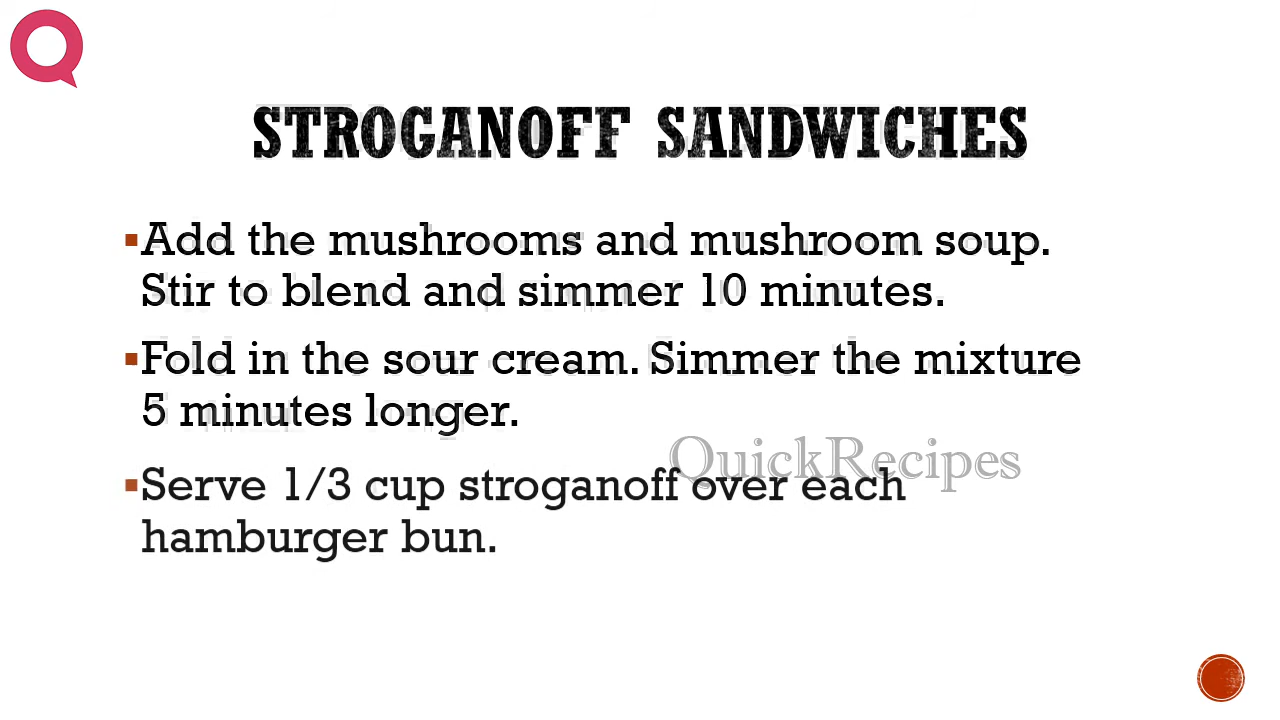 STROGANOFF SANDWICHES
▪Add the mushrooms and mushroom soup.
Stir to blend and simmer 10 minutes.
▪Fold in the sour cream. Simmer the mixture
5 minutes longer.
QuickRecipes
▪Serve 1/3 cup stroganoff over each
hamburger bun.